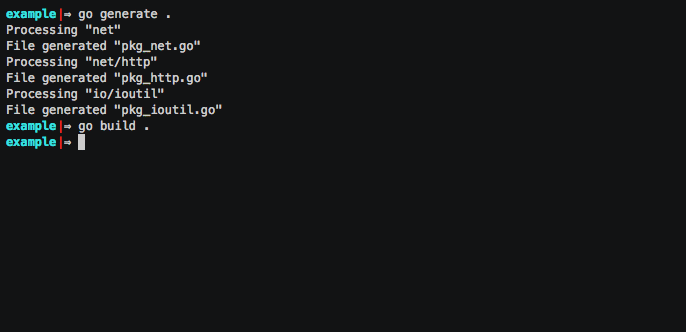 example|⇒ go generate .
Processing "net"
File generated "pkg_net.go"
Processing "net/http"
File generated "pkg_http.go"
Processing "io/ioutil"
File generated "pkg_ioutil.go"
example|⇒ go build .
example|⇒